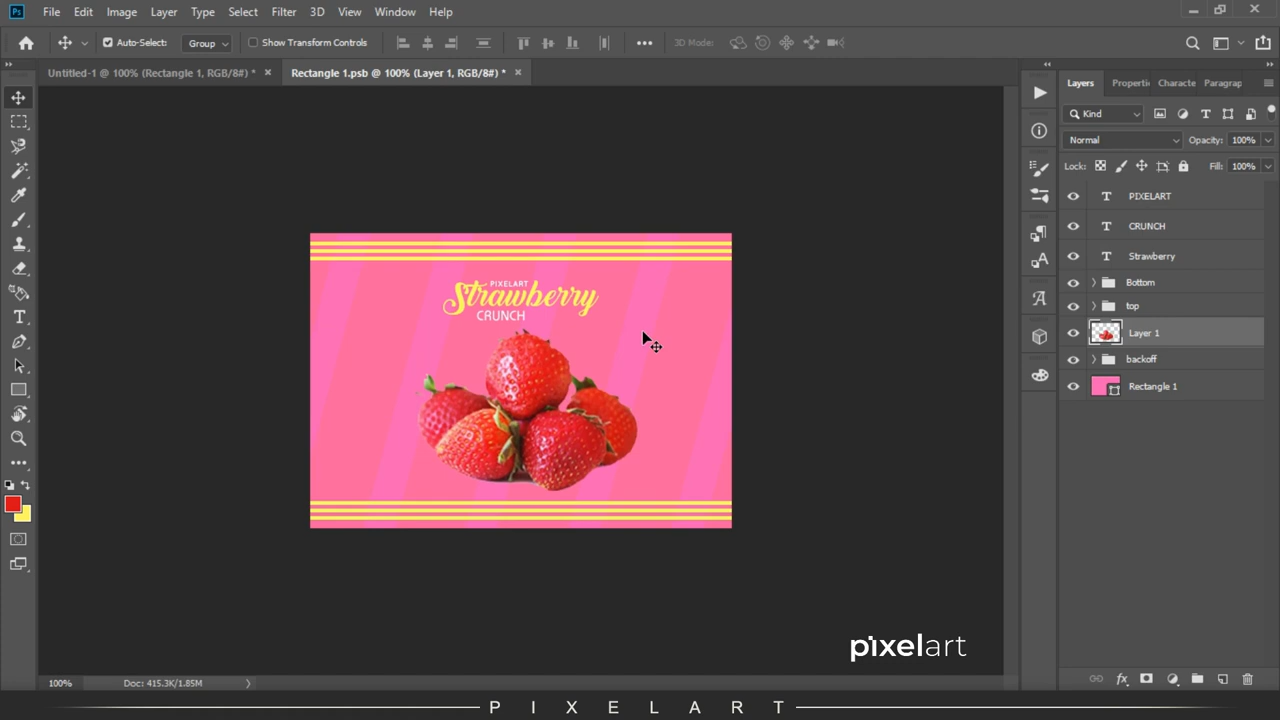 File Edit Image Layer Type Select Filter 3D View Window Help
Auto-Select: Group Show Transform Controls 3D Mode:
Untitled-1 @ 100% (Rectangle 1, RGB/8#) * Rectangle 1.psb @ 100% (Layer 1, RGB/8#) *
Layers Properti Characte Paragrap
Kind
Normal Opacity: 100%
Lock: Fill: 100%
PIXELART
CRUNCH
Strawberry
Bottom
top
Layer 1
backoff
Rectangle 1
PIXELART
Strawberry
CRUNCH
pixelart
100% Doc: 415.3K/1.85M
PIXELART